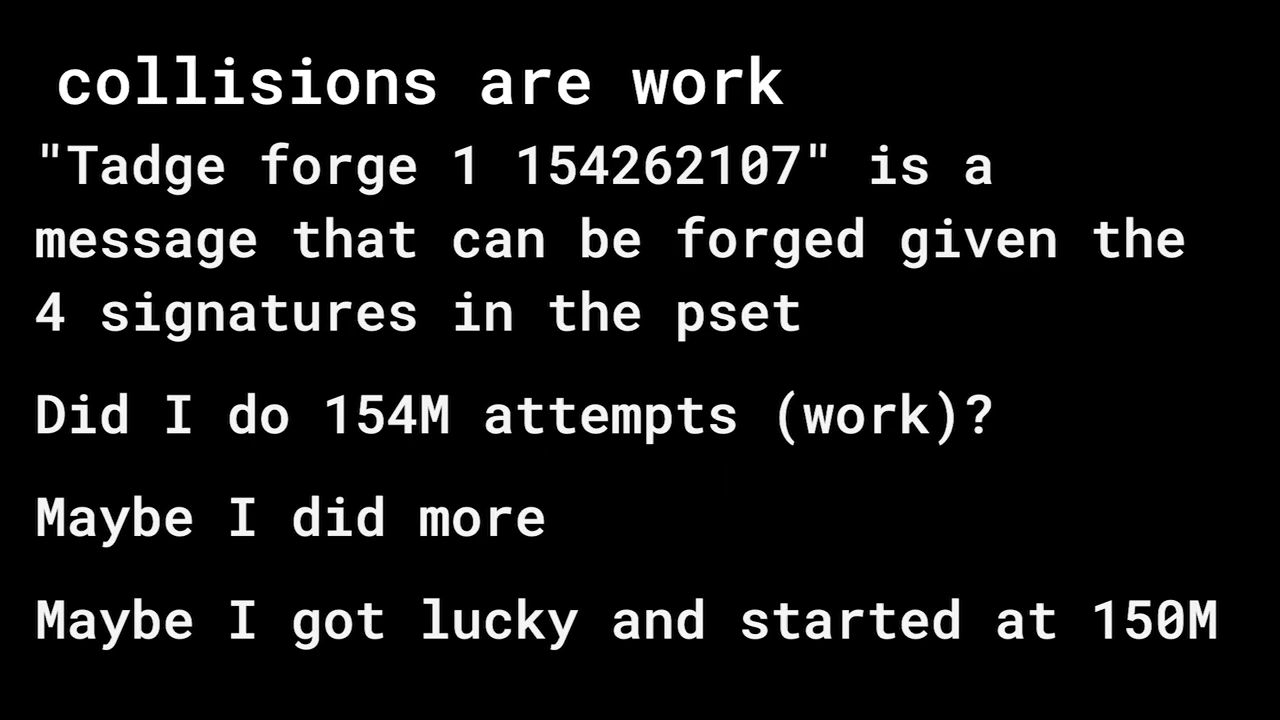 collisions are work
"Tadge forge 1 154262107" is a
message that can be forged given the
4 signatures in the pset
Did I do 154M attempts (work)?
Maybe I did more
Maybe I got lucky and started at 150M